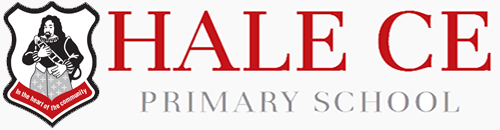 HALE CE
PRIMARY SCHOOL
in the heart of the community